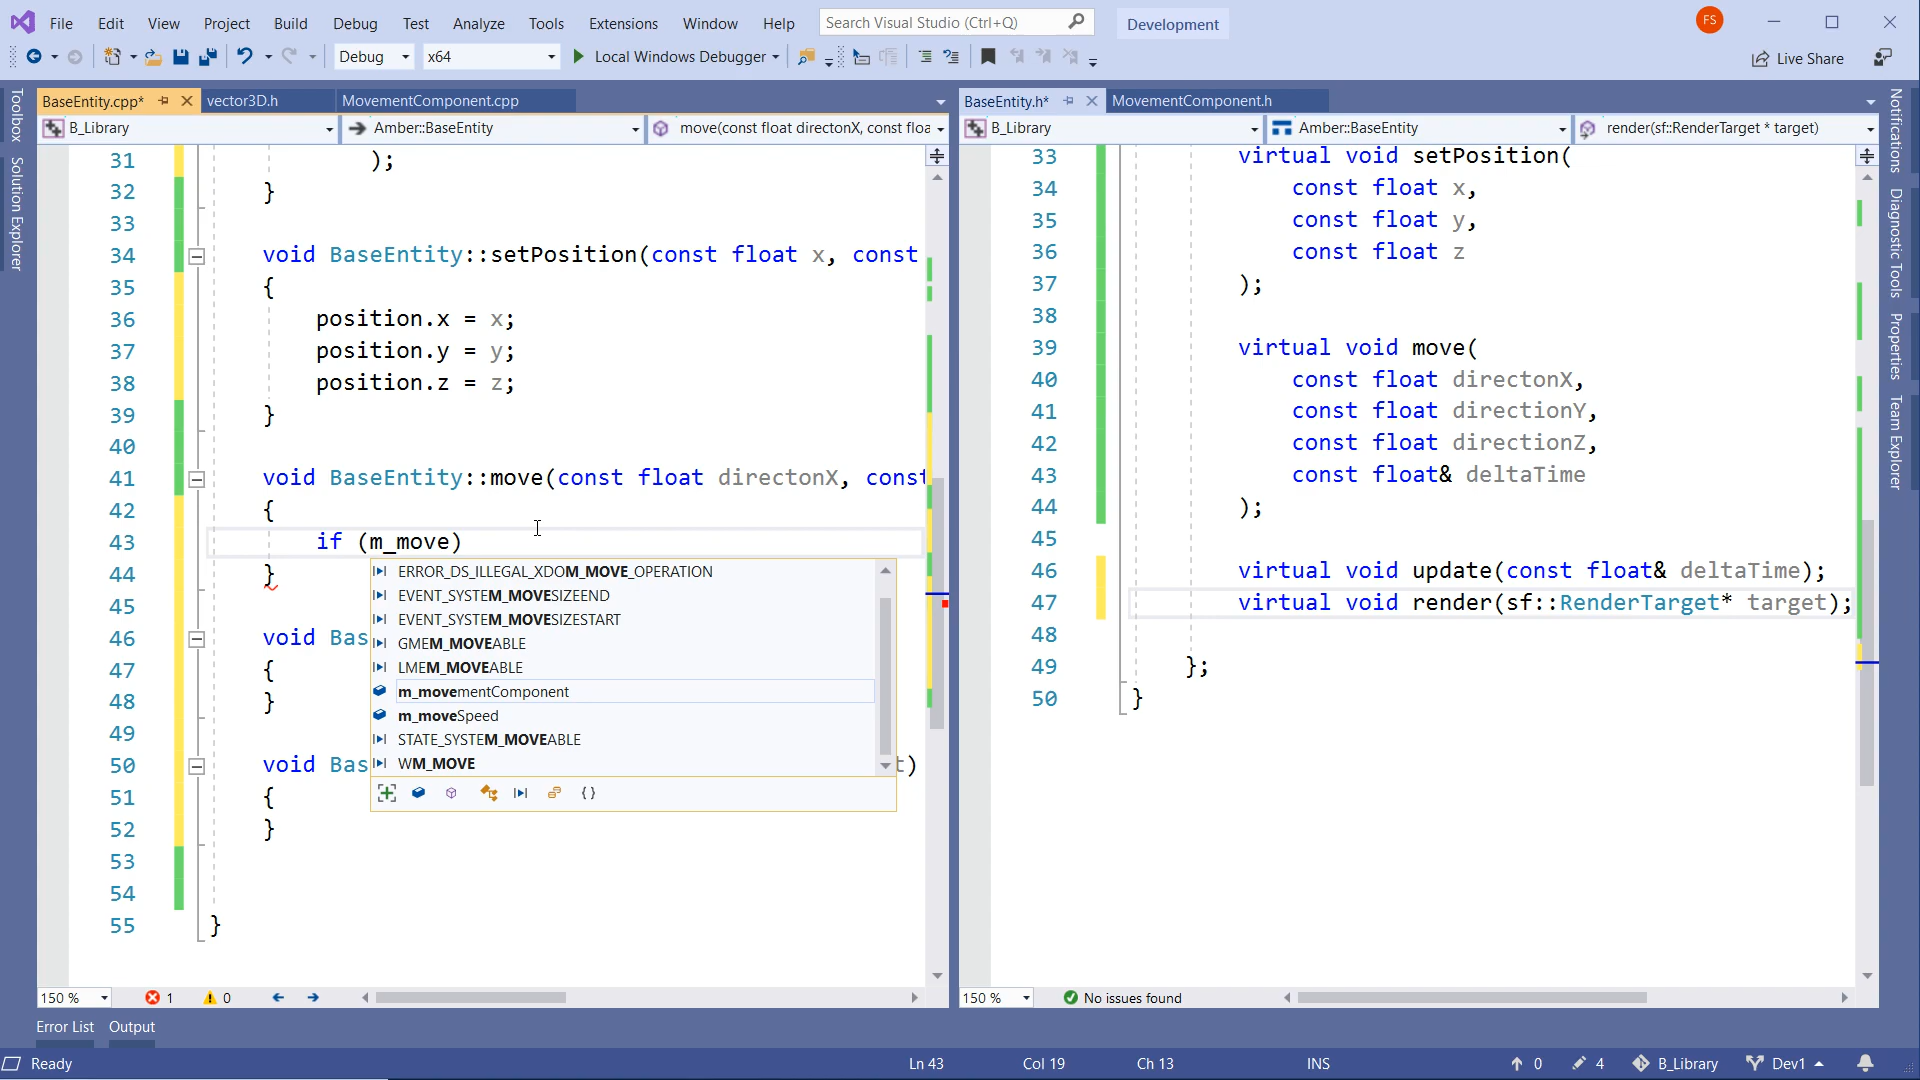 File Edit View Project Build Debug Test Analyze Tools Extensions Window Help Search Visual Studio (Ctrl+Q) Development FS
Debug x64 Local Windows Debugger Live Share
Toolbox
Solution Explorer
BaseEntity.cpp* vector3D.h MovementComponent.cpp
B_Library Amber::BaseEntity move(const float directonX, const floa
31 );
32 }
33
34 void BaseEntity::setPosition(const float x, const
35 {
36 position.x = x;
37 position.y = y;
38 position.z = z;
39 }
40
41 void BaseEntity::move(const float directonX, const
42 {
43 if (m_move)
44 }
45
46 void Bas
47 {
48 }
49
50 void Bas t)
51 {
52 }
53
54
55 }
ERROR_DS_ILLEGAL_XDOM_MOVE_OPERATION
EVENT_SYSTEM_MOVESIZEEND
EVENT_SYSTEM_MOVESIZESTART
GMEM_MOVEABLE
LMEM_MOVEABLE
m_movementComponent
m_moveSpeed
STATE_SYSTEM_MOVEABLE
WM_MOVE
150 % 1 0
BaseEntity.h* MovementComponent.h
B_Library Amber::BaseEntity render(sf::RenderTarget * target)
33 virtual void setPosition(
34 const float x,
35 const float y,
36 const float z
37 );
38
39 virtual void move(
40 const float directonX,
41 const float directionY,
42 const float directionZ,
43 const float& deltaTime
44 );
45
46 virtual void update(const float& deltaTime);
47 virtual void render(sf::RenderTarget* target);
48
49 };
50 }
150 % No issues found
Notifications
Diagnostic Tools
Properties
Team Explorer
Error List Output
Ready Ln 43 Col 19 Ch 13 INS 0 4 B_Library Dev1